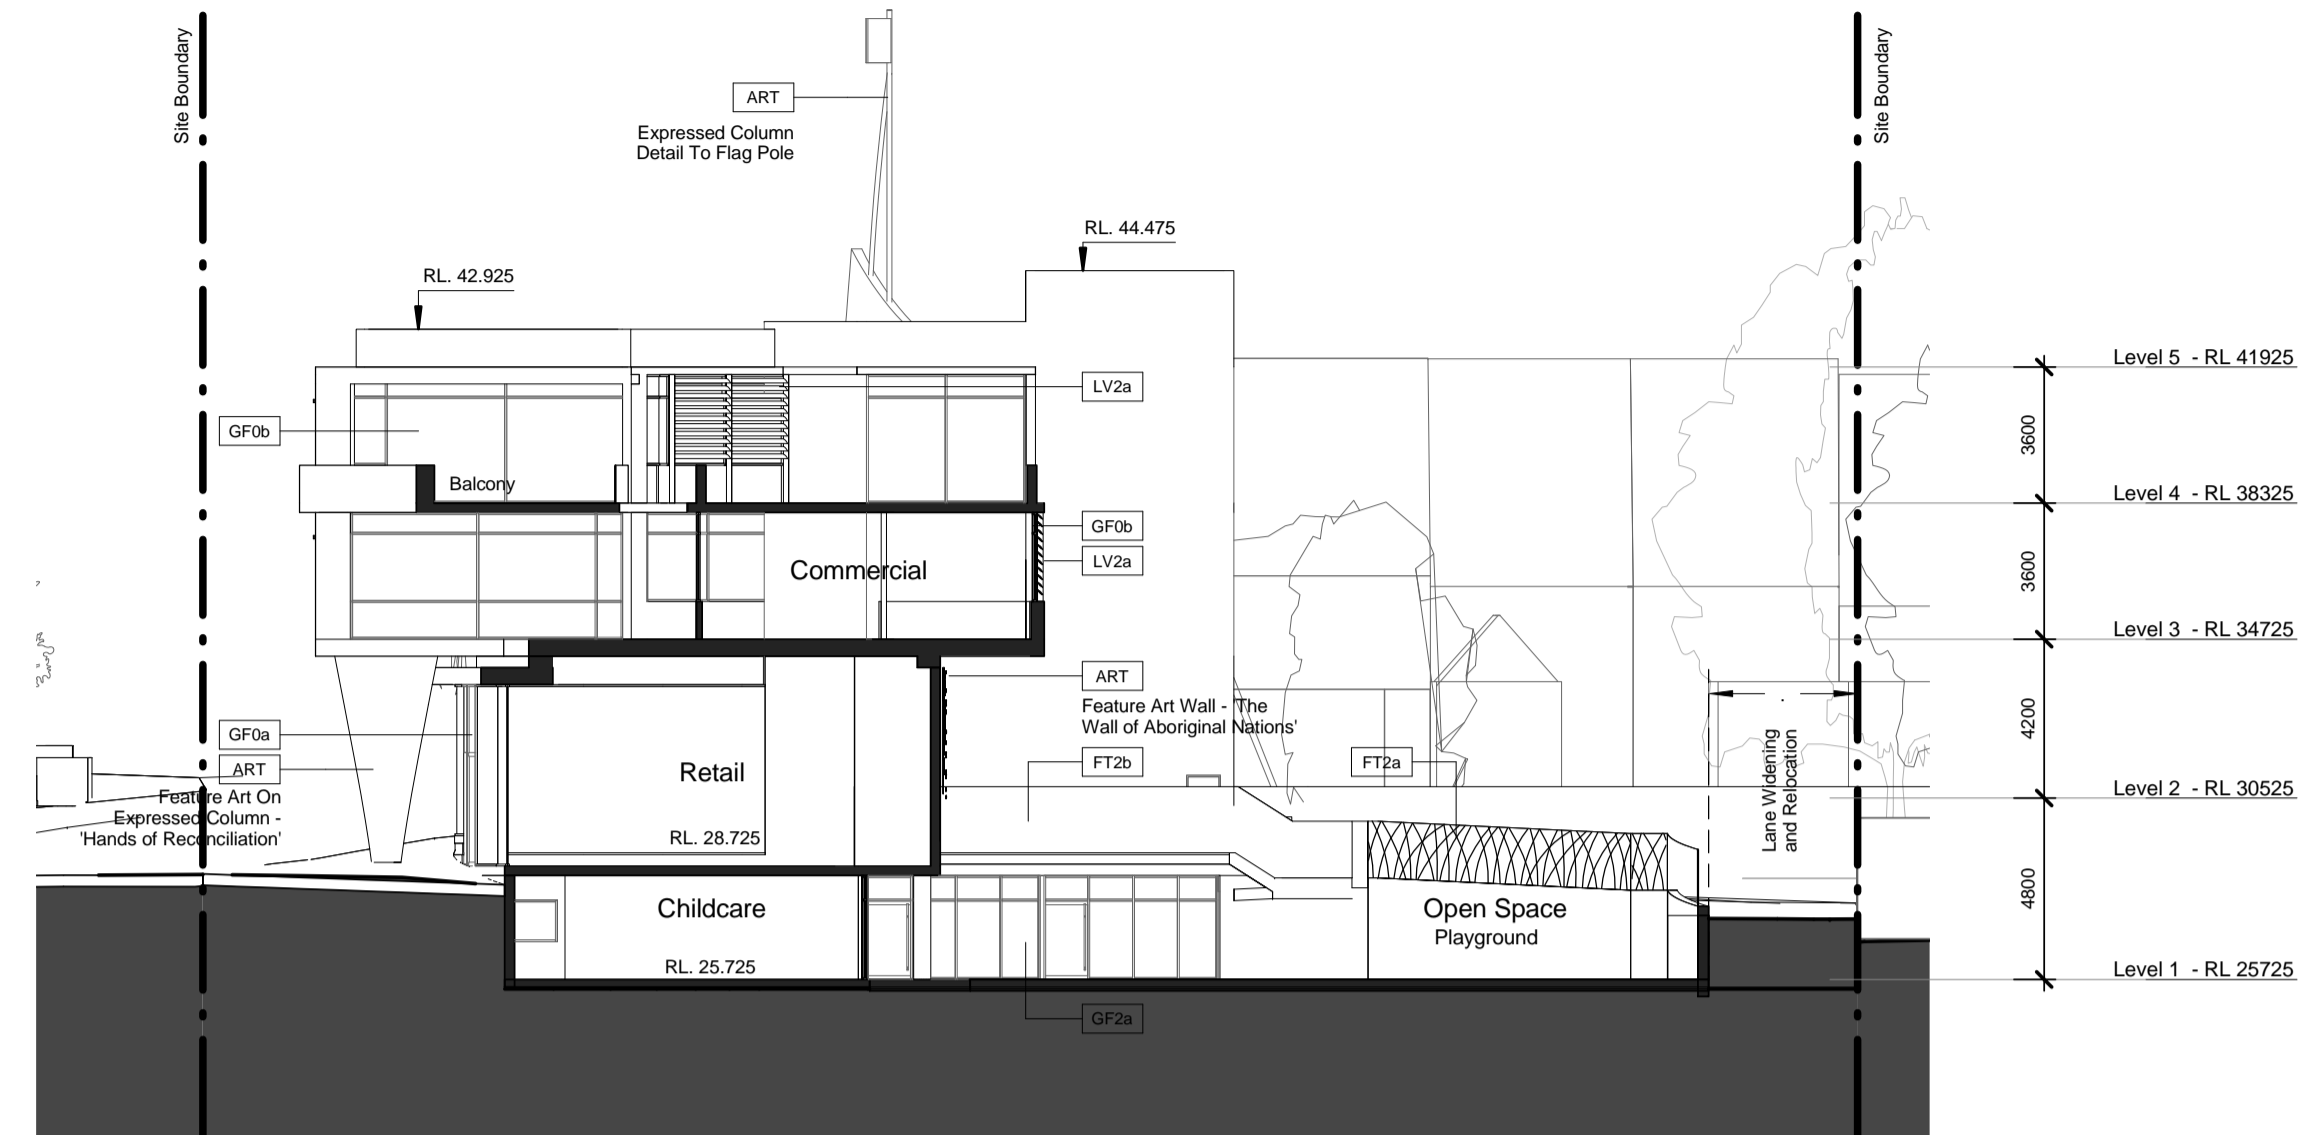 Site Boundary
Site Boundary
ART
Expressed Column
Detail To Flag Pole
RL. 44.475
RL. 42.925
Level 5 - RL 41925
LV2a
GF0b
3600
Balcony
Level 4 - RL 38325
GF0b
LV2a
Commercial
3600
Level 3 - RL 34725
ART
Feature Art Wall - 'The
Wall of Aboriginal Nations'
GF0a
4200
ART
Feature Art On
Expressed Column -
'Hands of Reconciliation'
Retail
FT2b
FT2a
Lane Widening
and Relocation
Level 2 - RL 30525
RL. 28.725
4800
Childcare
Open Space
Playground
RL. 25.725
Level 1 - RL 25725
GF2a